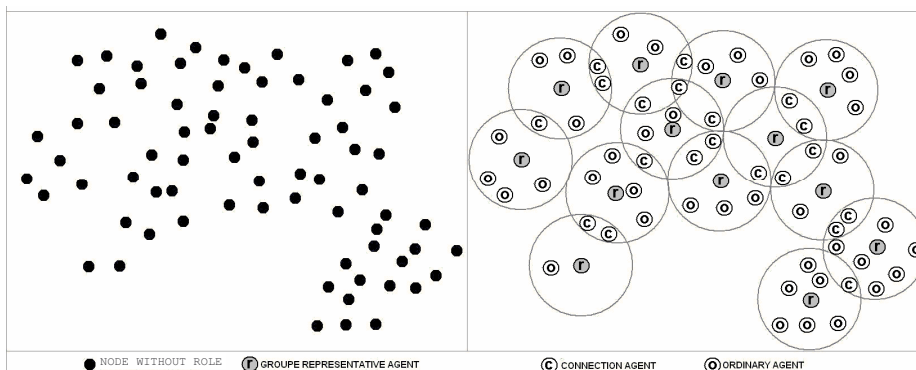 o o c o r c o o r o o o o r o
o r c o c o c c r o c o c r c c
o r o o o o c o r o o c c r o o o c c r o c o r o
c c o r o r o o c c o r o o o o o o c o o r o o o
NODE WITHOUT ROLE r GROUPE REPRESENTATIVE AGENT C CONNECTION AGENT O ORDINARY AGENT